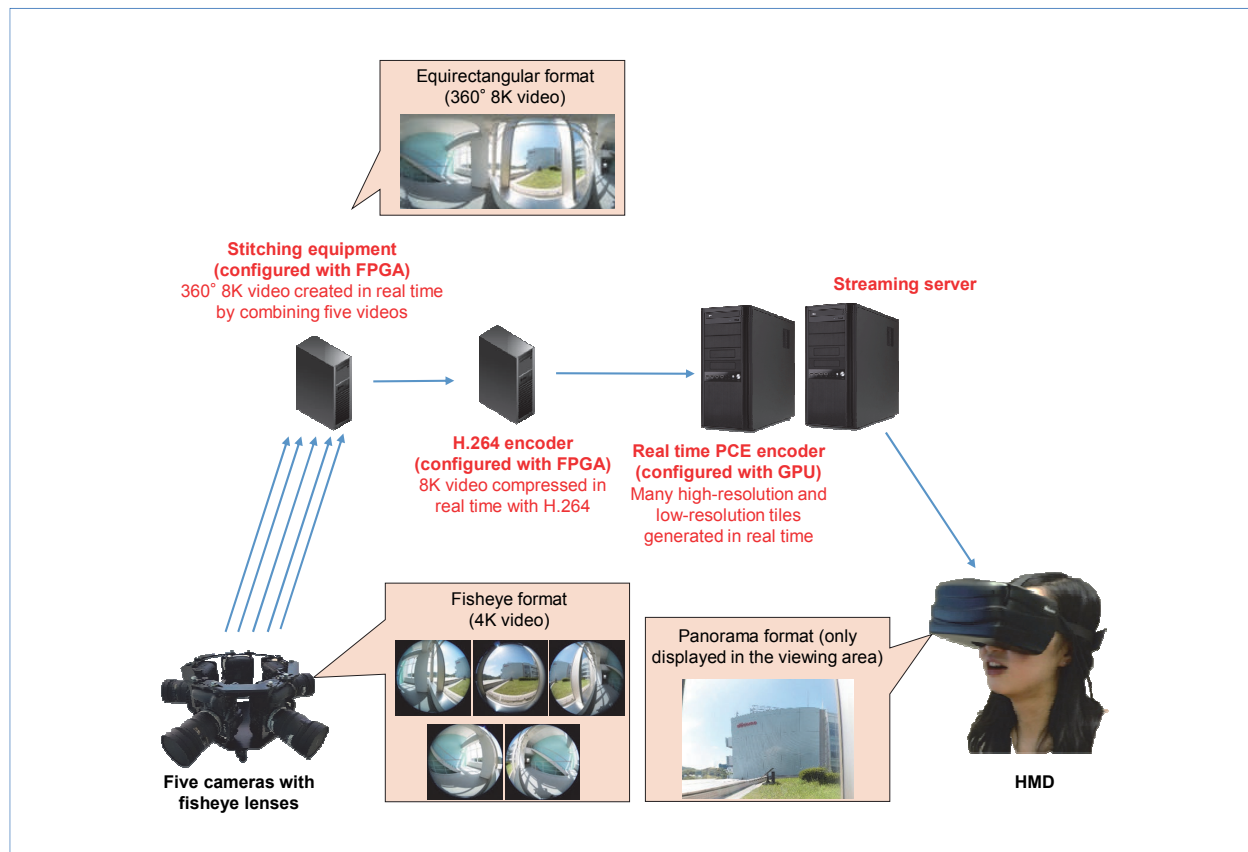 Equirectangular format
(360° 8K video)
Stitching equipment
(configured with FPGA)
360° 8K video created in real time
by combining five videos
Streaming server
H.264 encoder
(configured with FPGA)
8K video compressed in
real time with H.264
Real time PCE encoder
(configured with GPU)
Many high-resolution and
low-resolution tiles
generated in real time
Fisheye format
(4K video)
Panorama format (only
displayed in the viewing area)
Five cameras with
fisheye lenses
HMD